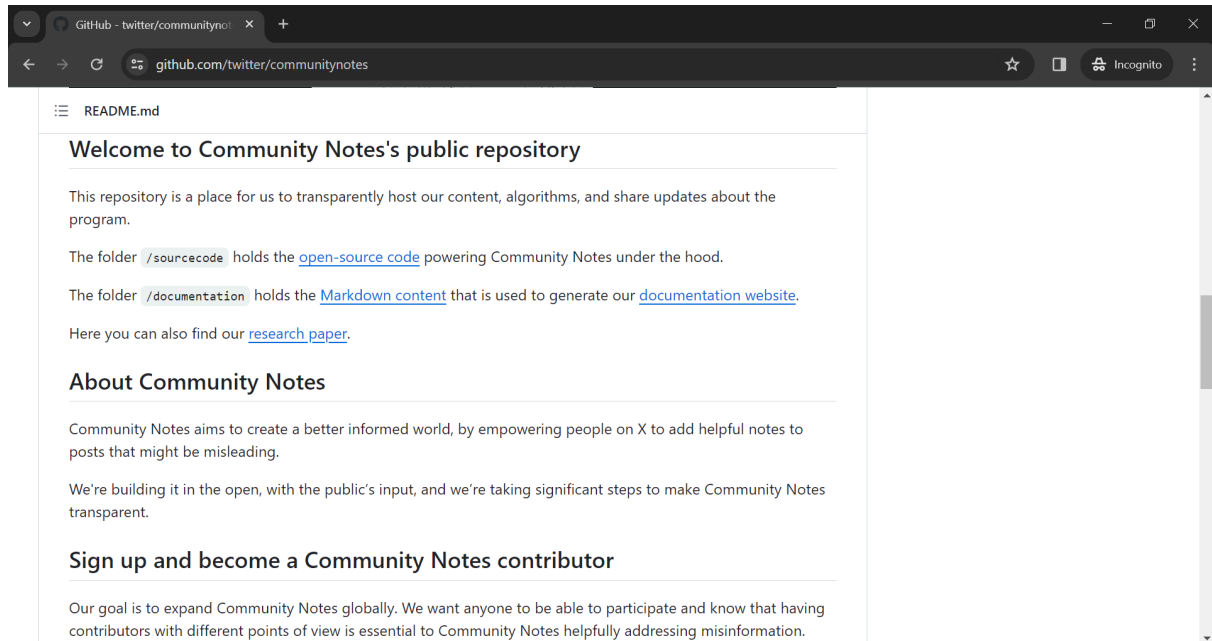 GitHub - twitter/communitynot
github.com/twitter/communitynotes
Incognito
README.md
Welcome to Community Notes's public repository
This repository is a place for us to transparently host our content, algorithms, and share updates about the
program.
The folder /sourcecode holds the open-source code powering Community Notes under the hood.
The folder /documentation holds the Markdown content that is used to generate our documentation website.
Here you can also find our research paper.
About Community Notes
Community Notes aims to create a better informed world, by empowering people on X to add helpful notes to
posts that might be misleading.
We're building it in the open, with the public’s input, and we’re taking significant steps to make Community Notes
transparent.
Sign up and become a Community Notes contributor
Our goal is to expand Community Notes globally. We want anyone to be able to participate and know that having
contributors with different points of view is essential to Community Notes helpfully addressing misinformation.